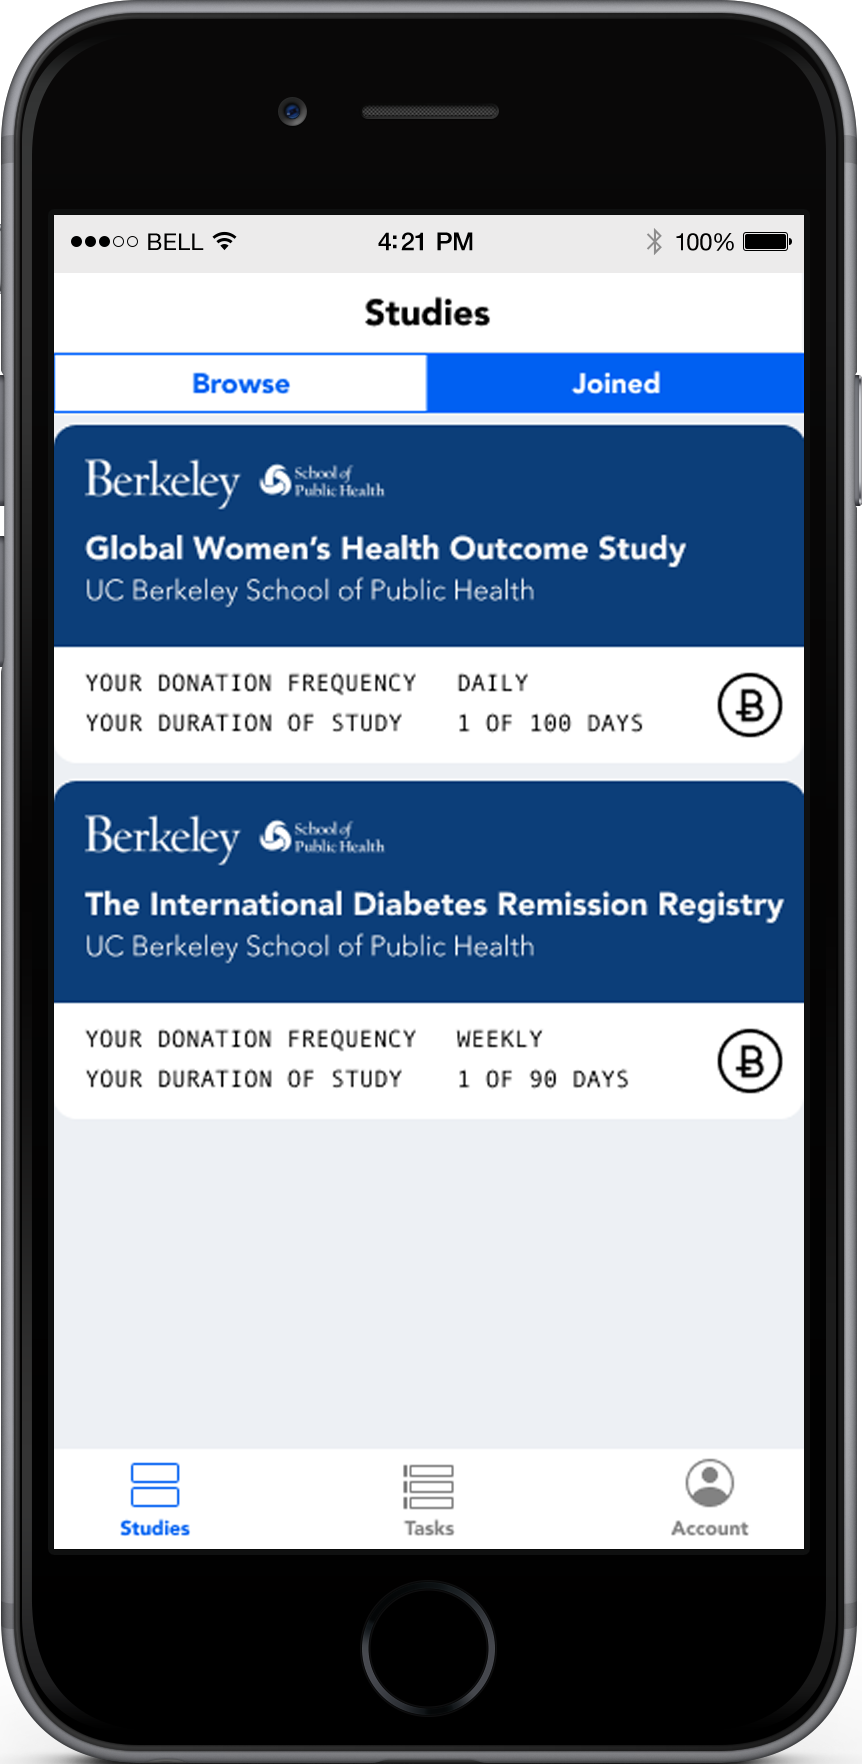 BELL 4:21 PM 100%
Studies
Browse Joined
Berkeley School of
Public Health
Global Women’s Health Outcome Study
UC Berkeley School of Public Health
YOUR DONATION FREQUENCY DAILY
YOUR DURATION OF STUDY 1 OF 100 DAYS
Berkeley School of
Public Health
The International Diabetes Remission Registry
UC Berkeley School of Public Health
YOUR DONATION FREQUENCY WEEKLY
YOUR DURATION OF STUDY 1 OF 90 DAYS
Studies Tasks Account